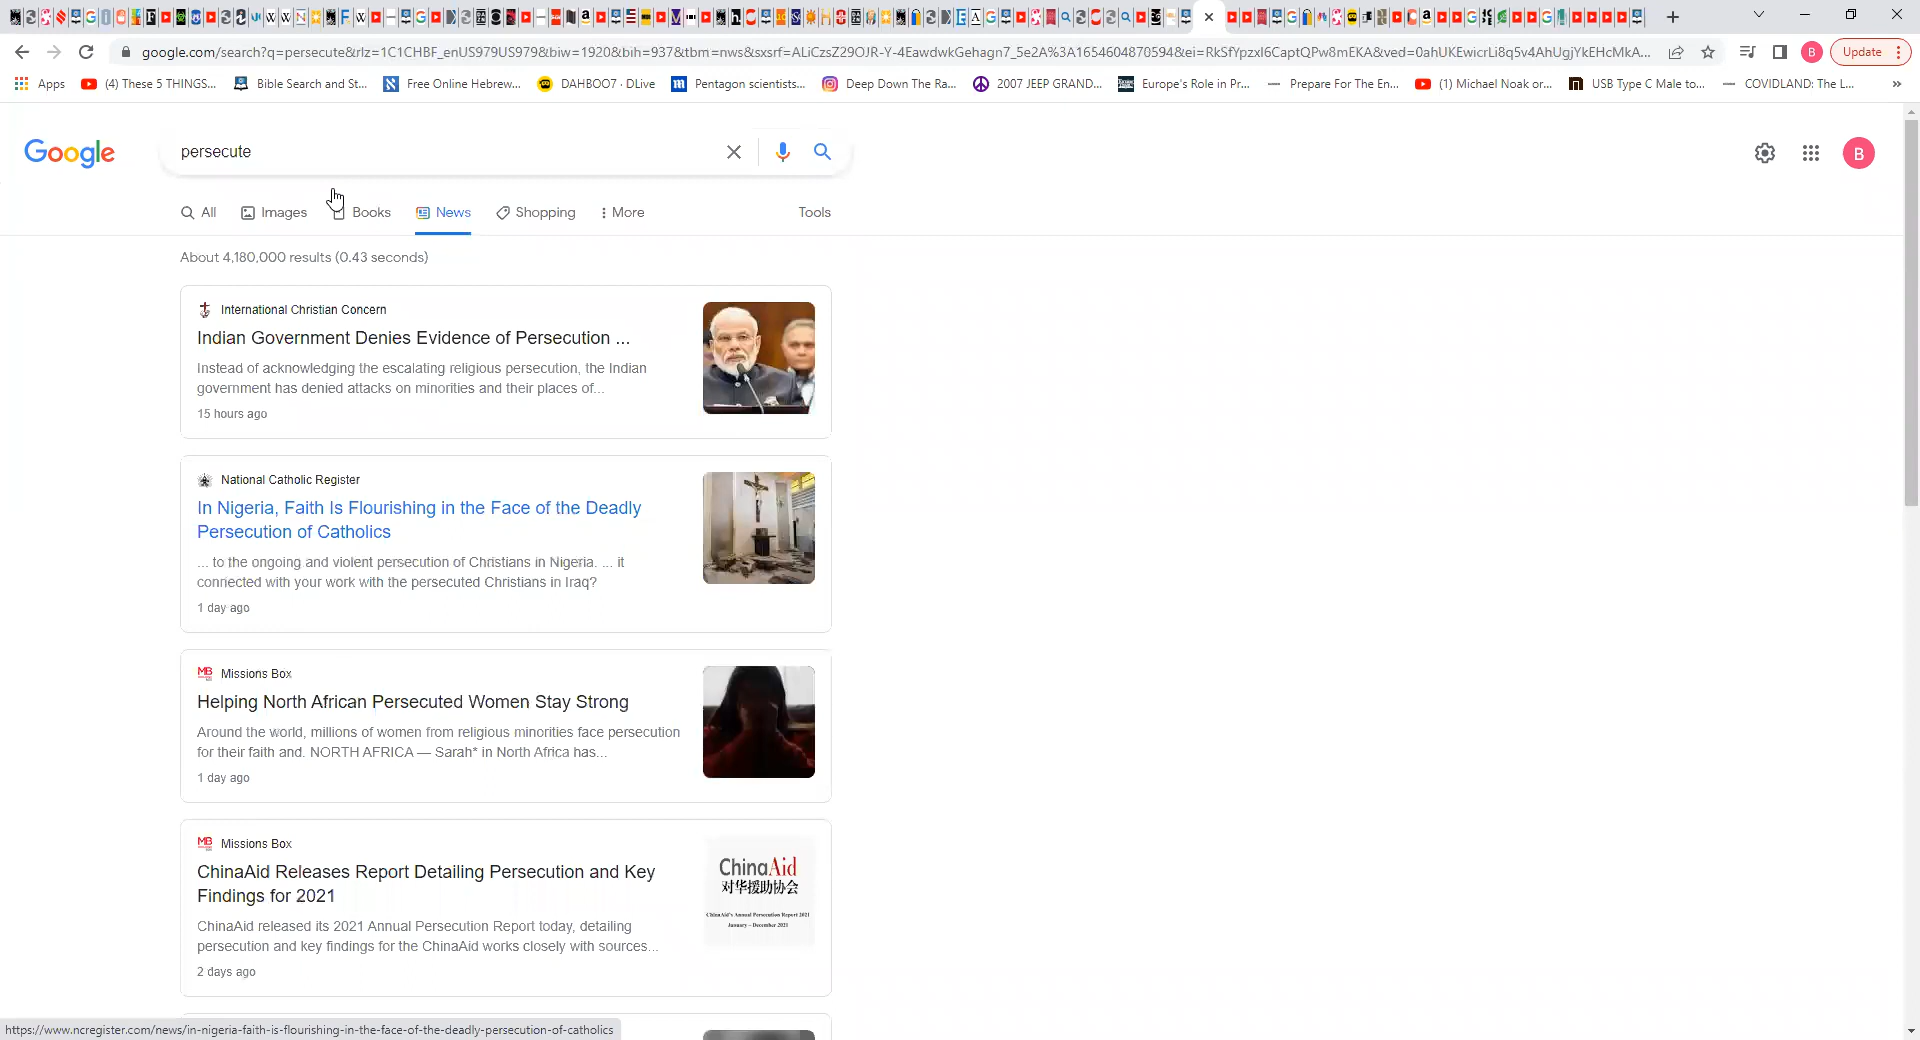 google.com/search?q=persecute&rlz=1C1CHBF_enUS979US979&biw=1920&bih=937&tbm=nws&sxsrf=ALiCzsZ29OJR-Y-4EawdwkGehagn7_5e2A%3A1654604870594&ei=RkSfYpzxI6CaptQPw8mEKA&ved=0ahUKEwicrLi8q5v4AhUgjYkEHcMkA...
Update
Apps (4) These 5 THINGS... Bible Search and St... Free Online Hebrew... DAHBOO7 · DLive Pentagon scientists... Deep Down The Ra... 2007 JEEP GRAND... Europe's Role in Pr... Prepare For The En... (1) Michael Noak or... USB Type C Male to... COVIDLAND: The L... »
Google persecute B
All Images Books News Shopping More Tools
About 4,180,000 results (0.43 seconds)
International Christian Concern
Indian Government Denies Evidence of Persecution ...
Instead of acknowledging the escalating religious persecution, the Indian
government has denied attacks on minorities and their places of...
15 hours ago
National Catholic Register
In Nigeria, Faith Is Flourishing in the Face of the Deadly
Persecution of Catholics
... to the ongoing and violent persecution of Christians in Nigeria. ... it
connected with your work with the persecuted Christians in Iraq?
1 day ago
MB Missions Box
Helping North African Persecuted Women Stay Strong
Around the world, millions of women from religious minorities face persecution
for their faith and. NORTH AFRICA — Sarah* in North Africa has...
1 day ago
MB Missions Box
ChinaAid Releases Report Detailing Persecution and Key
Findings for 2021
ChinaAid released its 2021 Annual Persecution Report today, detailing
persecution and key findings for the ChinaAid works closely with sources...
2 days ago
ChinaAid
对华援助协会
ChinaAid's Annual Persecution Report 2021
January – December 2021
https://www.ncregister.com/news/in-nigeria-faith-is-flourishing-in-the-face-of-the-deadly-persecution-of-catholics